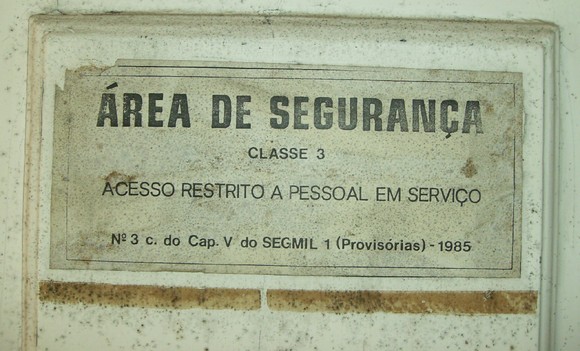 ÁREA DE SEGURANÇA
CLASSE 3
ACESSO RESTRITO A PESSOAL EM SERVIÇO
Nº 3 c. do Cap. V do SEGMIL 1 (Provisórias) - 1985